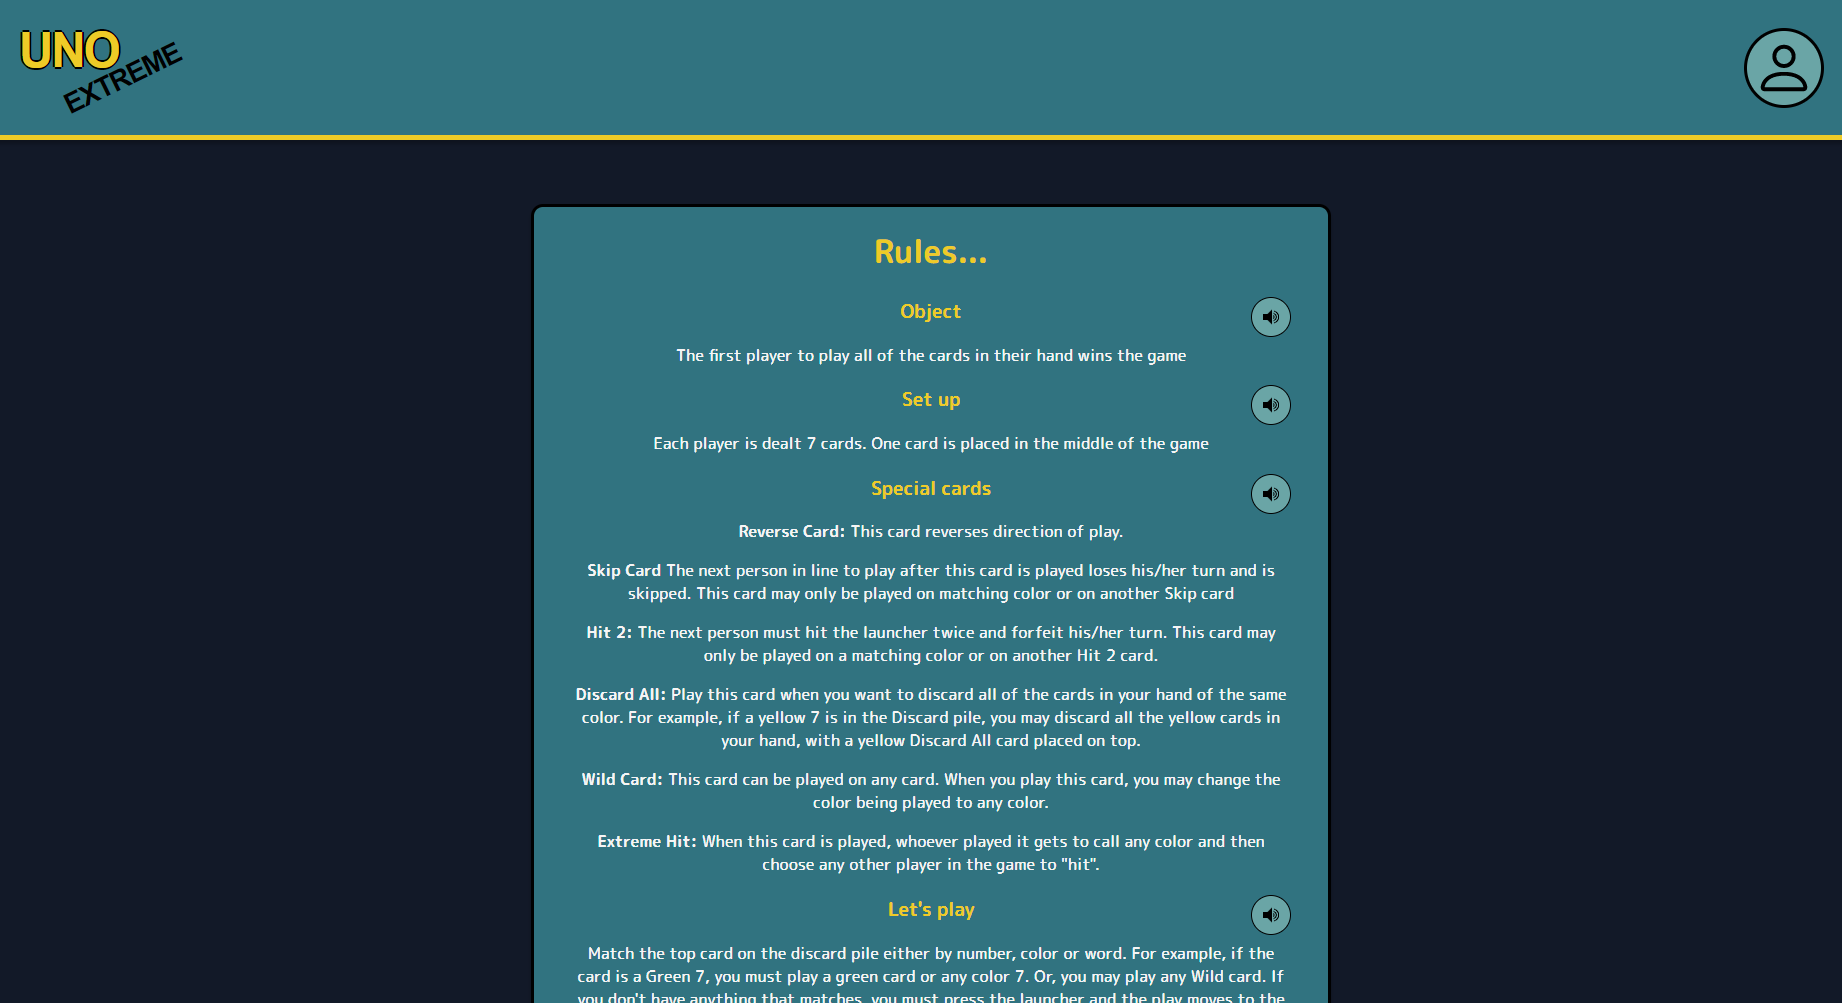 UNO
EXTREME
Rules...
Object
The first player to play all of the cards in their hand wins the game
Set up
Each player is dealt 7 cards. One card is placed in the middle of the game
Special cards
Reverse Card: This card reverses direction of play.
Skip Card The next person in line to play after this card is played loses his/her turn and is
skipped. This card may only be played on matching color or on another Skip card
Hit 2: The next person must hit the launcher twice and forfeit his/her turn. This card may
only be played on a matching color or on another Hit 2 card.
Discard All: Play this card when you want to discard all of the cards in your hand of the same
color. For example, if a yellow 7 is in the Discard pile, you may discard all the yellow cards in
your hand, with a yellow Discard All card placed on top.
Wild Card: This card can be played on any card. When you play this card, you may change the
color being played to any color.
Extreme Hit: When this card is played, whoever played it gets to call any color and then
choose any other player in the game to "hit".
Let's play
Match the top card on the discard pile either by number, color or word. For example, if the
card is a Green 7, you must play a green card or any color 7. Or, you may play any Wild card. If
you don't have anything that matches, you must press the launcher and the play moves to the